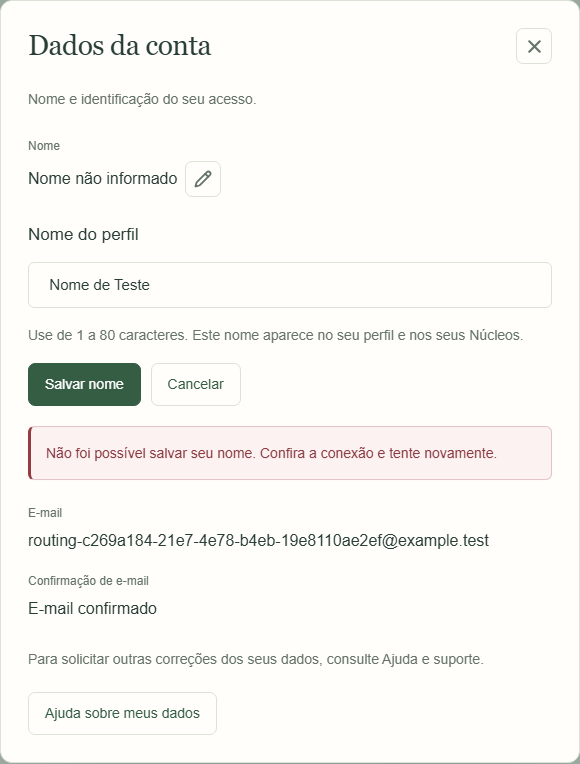 Dados da conta
Nome e identificação do seu acesso.
Nome
Nome não informado
Nome do perfil
Nome de Teste
Use de 1 a 80 caracteres. Este nome aparece no seu perfil e nos seus Núcleos.
Salvar nome
Cancelar
Não foi possível salvar seu nome. Confira a conexão e tente novamente.
E-mail
routing-c269a184-21e7-4e78-b4eb-19e8110ae2ef@example.test
Confirmação de e-mail
E-mail confirmado
Para solicitar outras correções dos seus dados, consulte Ajuda e suporte.
Ajuda sobre meus dados